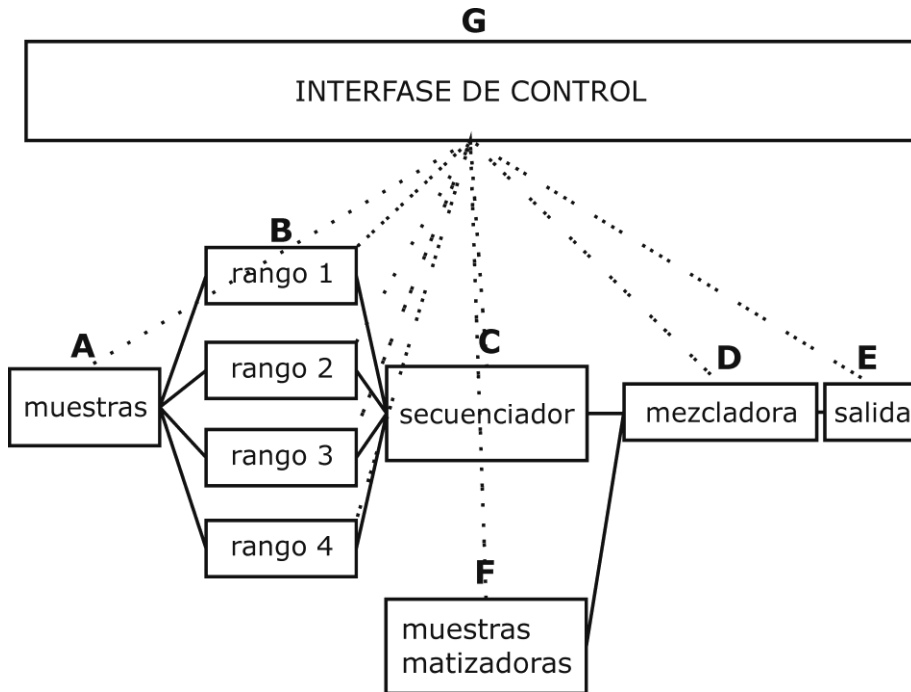 G
INTERFASE DE CONTROL
B
rango 1
A
muestras
rango 2
C
secuenciador
D
mezcladora
E
salida
rango 3
rango 4
F
muestras
matizadoras